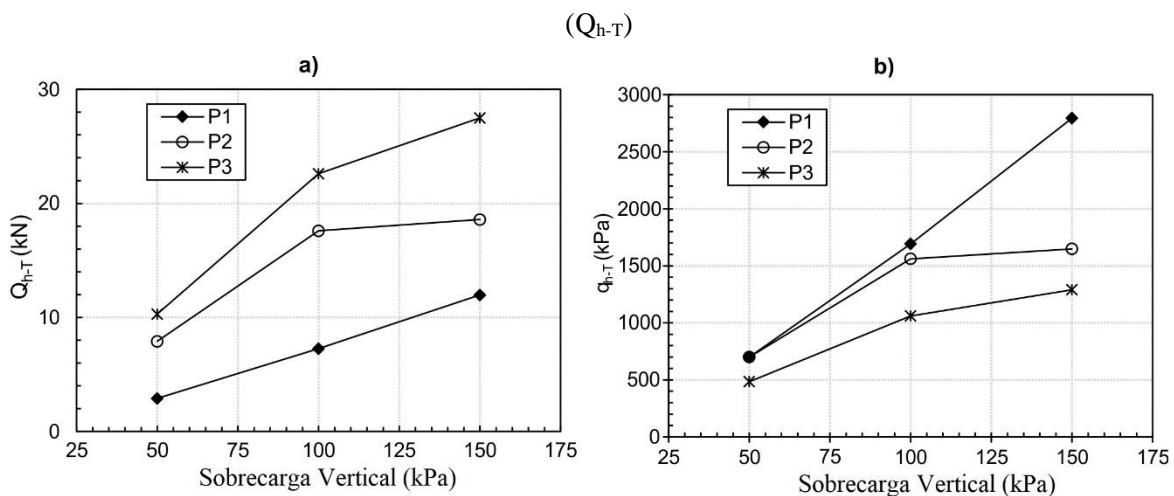 (Qh-T)
a)
30
20
10
0
25 50 75 100 125 150 175
Qh-T (kN)
Sobrecarga Vertical (kPa)
P1
P2
P3
b)
3000
2500
2000
1500
1000
500
0
25 50 75 100 125 150 175
qh-T (kPa)
Sobrecarga Vertical (kPa)
P1
P2
P3